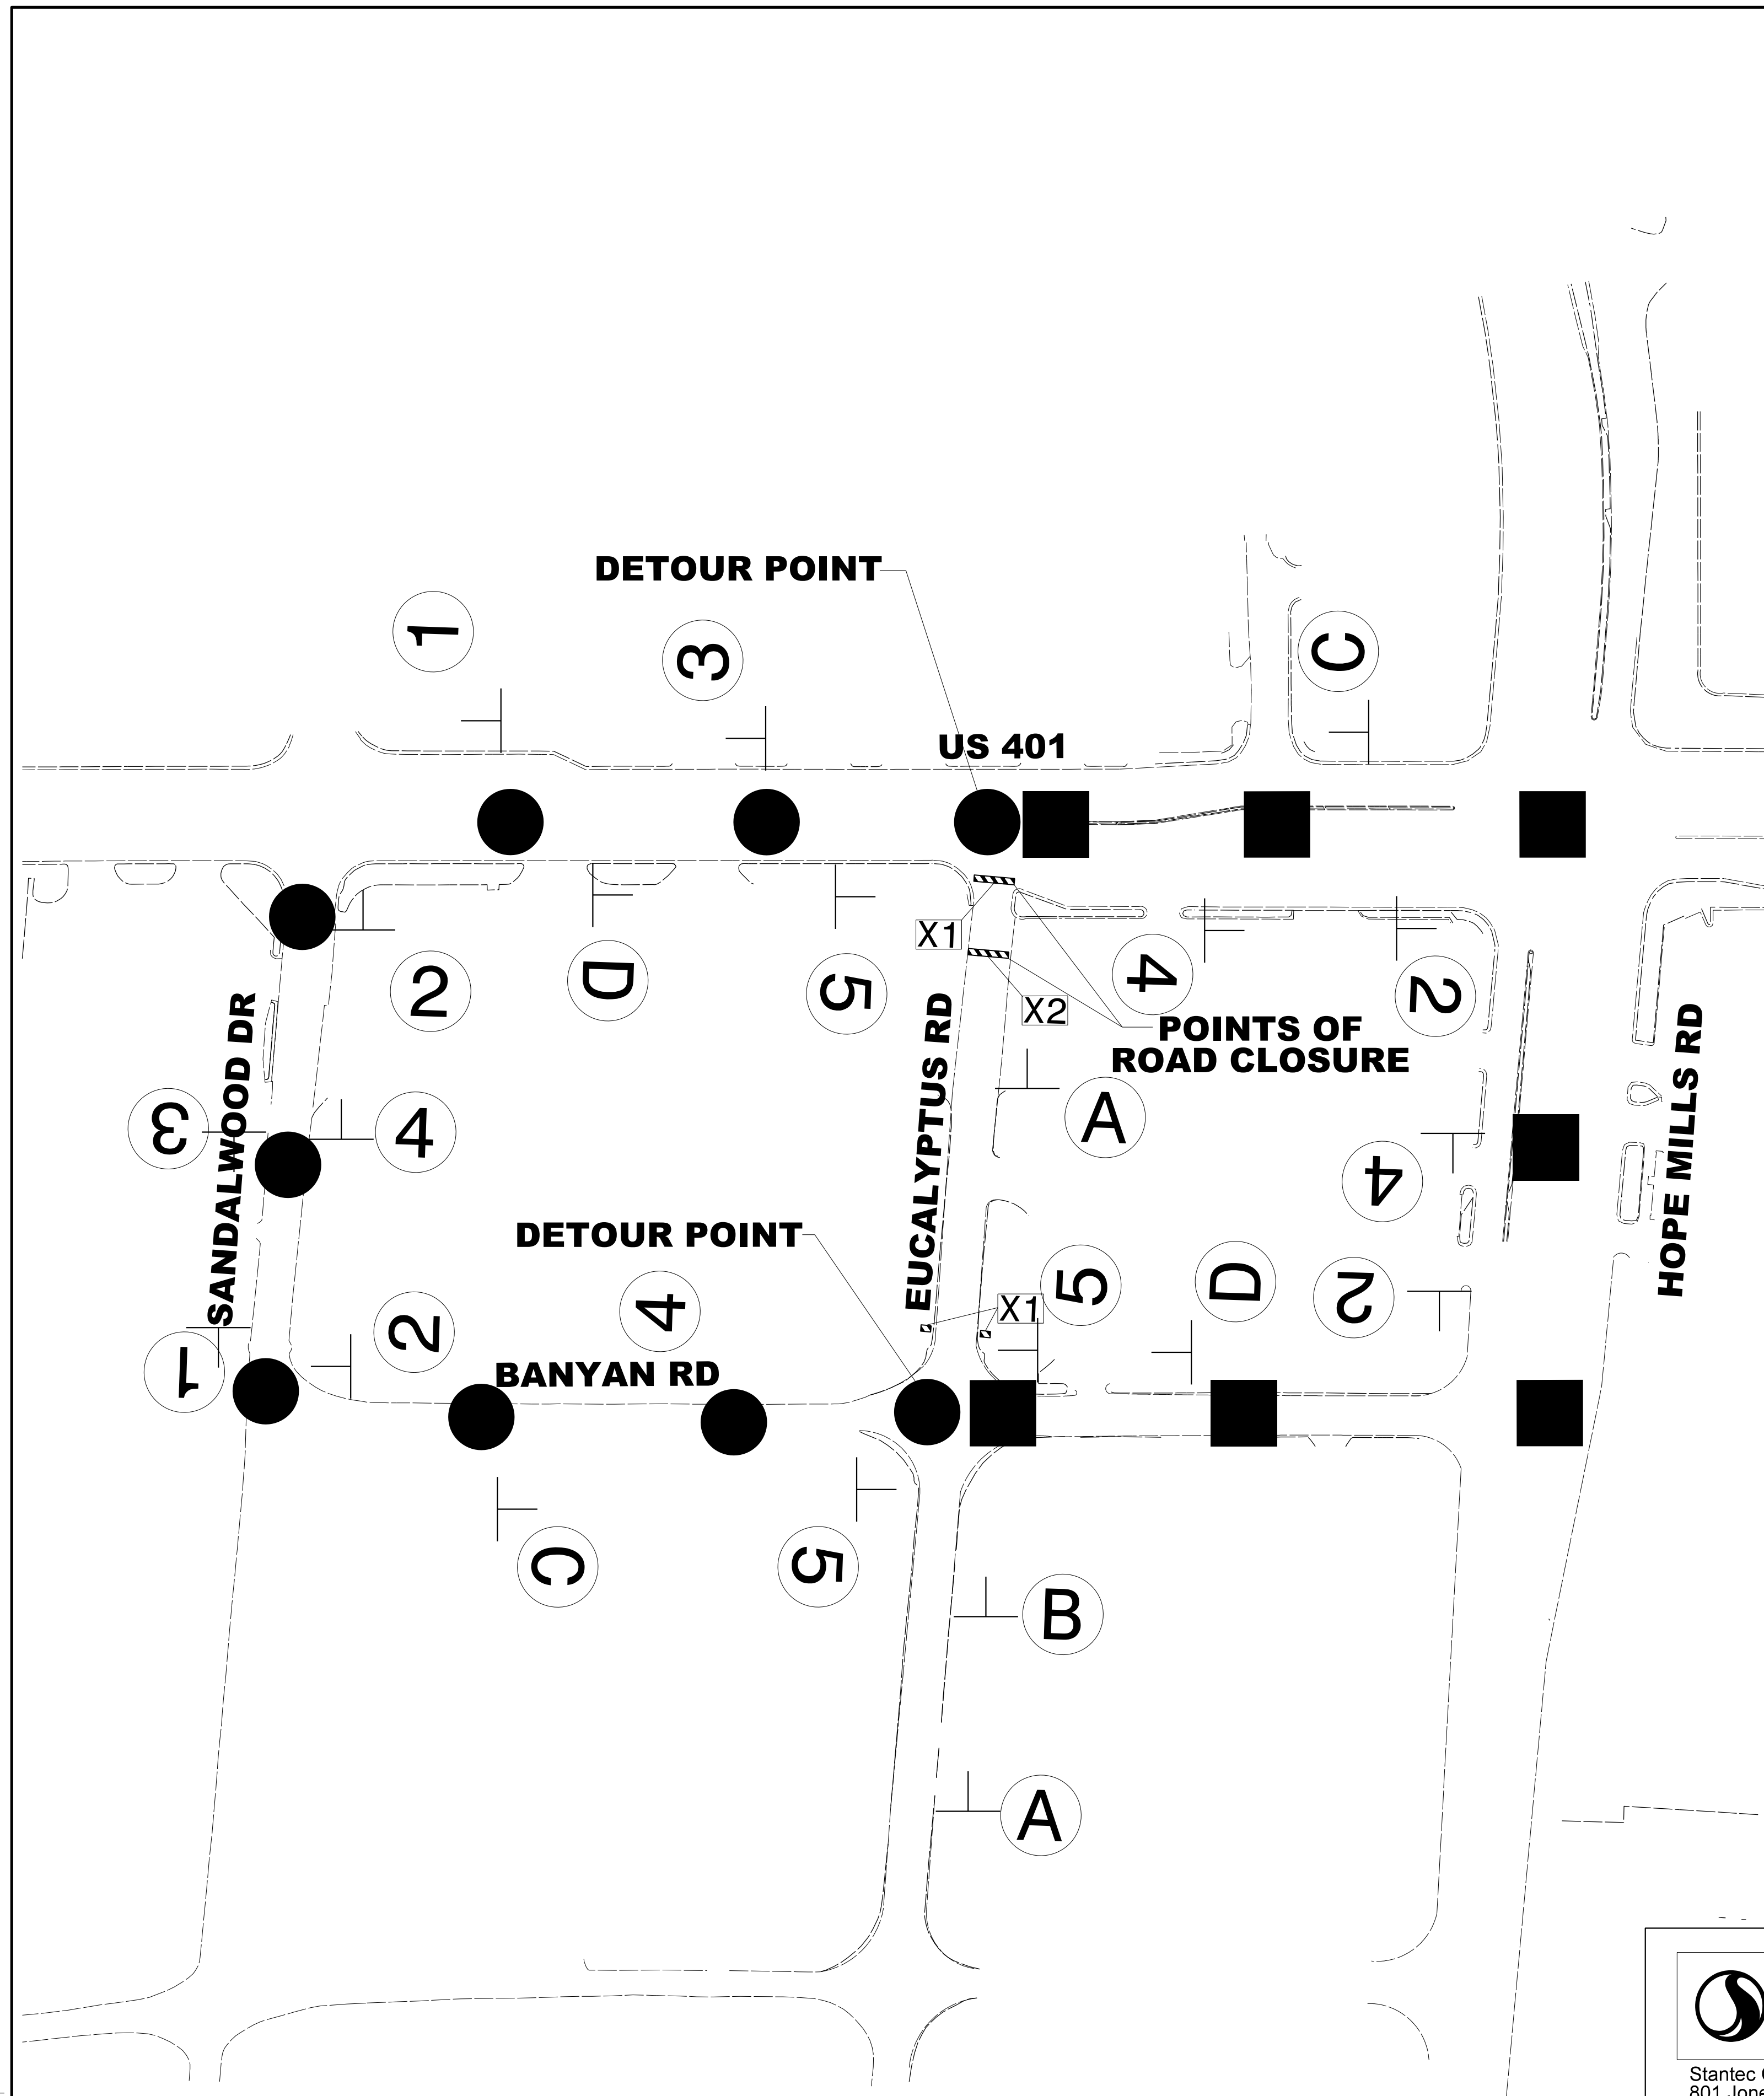 DETOUR POINT
1
3
C
US 401
X1
2
D
5
4
2
X2
POINTS OF
ROAD CLOSURE
SANDALWOOD DR
EUCALYPTUS RD
HOPE MILLS RD
3
4
A
4
DETOUR POINT
1
2
4
X1
5
D
2
BANYAN RD
C
5
B
A
Stantec
801